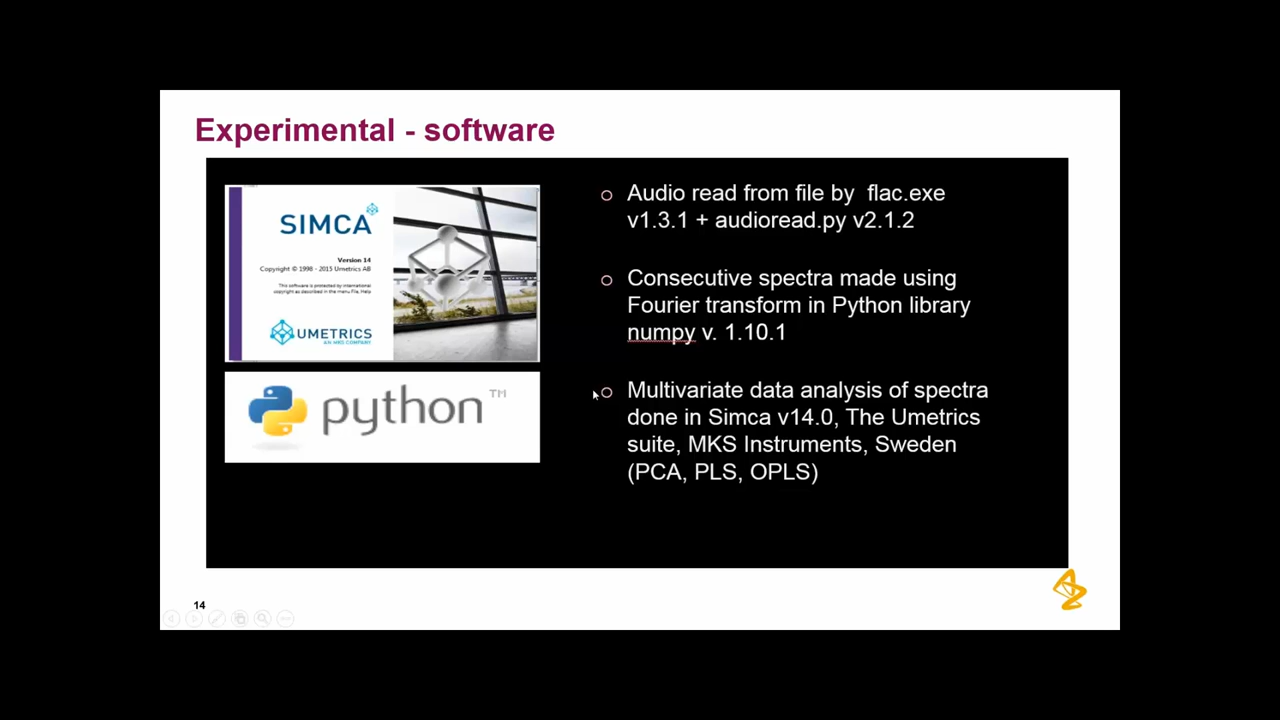 Experimental - software
SIMCA
Version 14
Copyright © 1998 - 2015 Umetrics AB
This software is protected by international
copyright as described in the menu File, Help
UMETRICS
AN MKS COMPANY
python™
Audio read from file by flac.exe
v1.3.1 + audioread.py v2.1.2
Consecutive spectra made using
Fourier transform in Python library
numpy v. 1.10.1
Multivariate data analysis of spectra
done in Simca v14.0, The Umetrics
suite, MKS Instruments, Sweden
(PCA, PLS, OPLS)
14